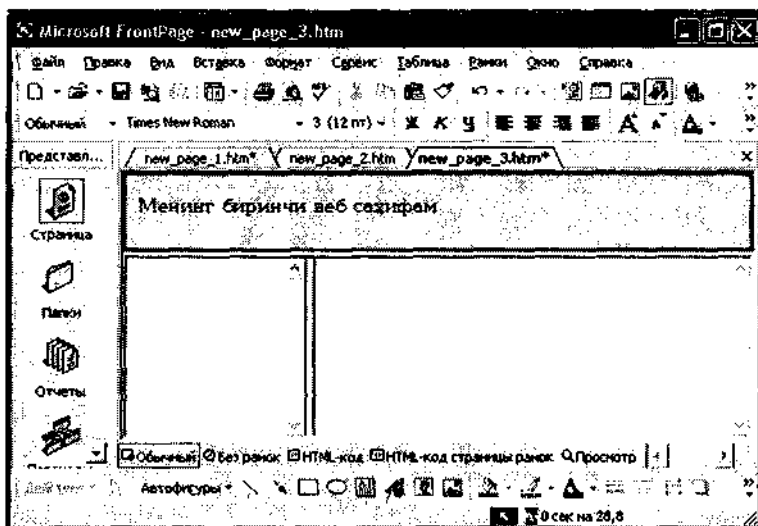 Microsoft FrontPage - new_page_3.htm
Файл Правка Вид Вставка Формат Сервис Таблица Рамки Окно Справка
Обычный Times New Roman 3 (12 пт) Ж К Ч
Представл... new_page_1.htm* new_page_2.htm new_page_3.htm*
Менинг биринчи веб сахифам
Страница
Папки
Отчеты
Обычный Без рамок HTML-код HTML-код страницы рамок Просмотр
Действия Автофигуры
0 сек на 28,8